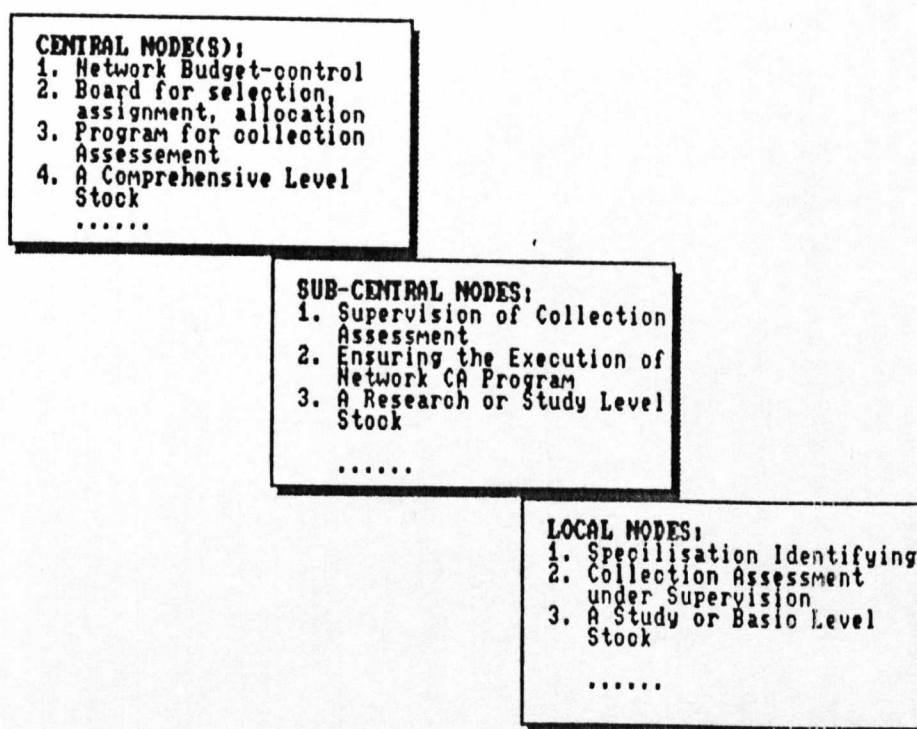 CENTRAL NODE(S):
1. Network Budget-control
2. Board for selection,
assignment, allocation
3. Program for collection
Assessement
4. A Comprehensive Level
Stock
......
SUB-CENTRAL NODES:
1. Supervision of Collection
Assessment
2. Ensuring the Execution of
Network CA Program
3. A Research or Study Level
Stock
......
LOCAL NODES:
1. Specilisation Identifying
2. Collection Assessment
under Supervision
3. A Study or Basic Level
Stock
......